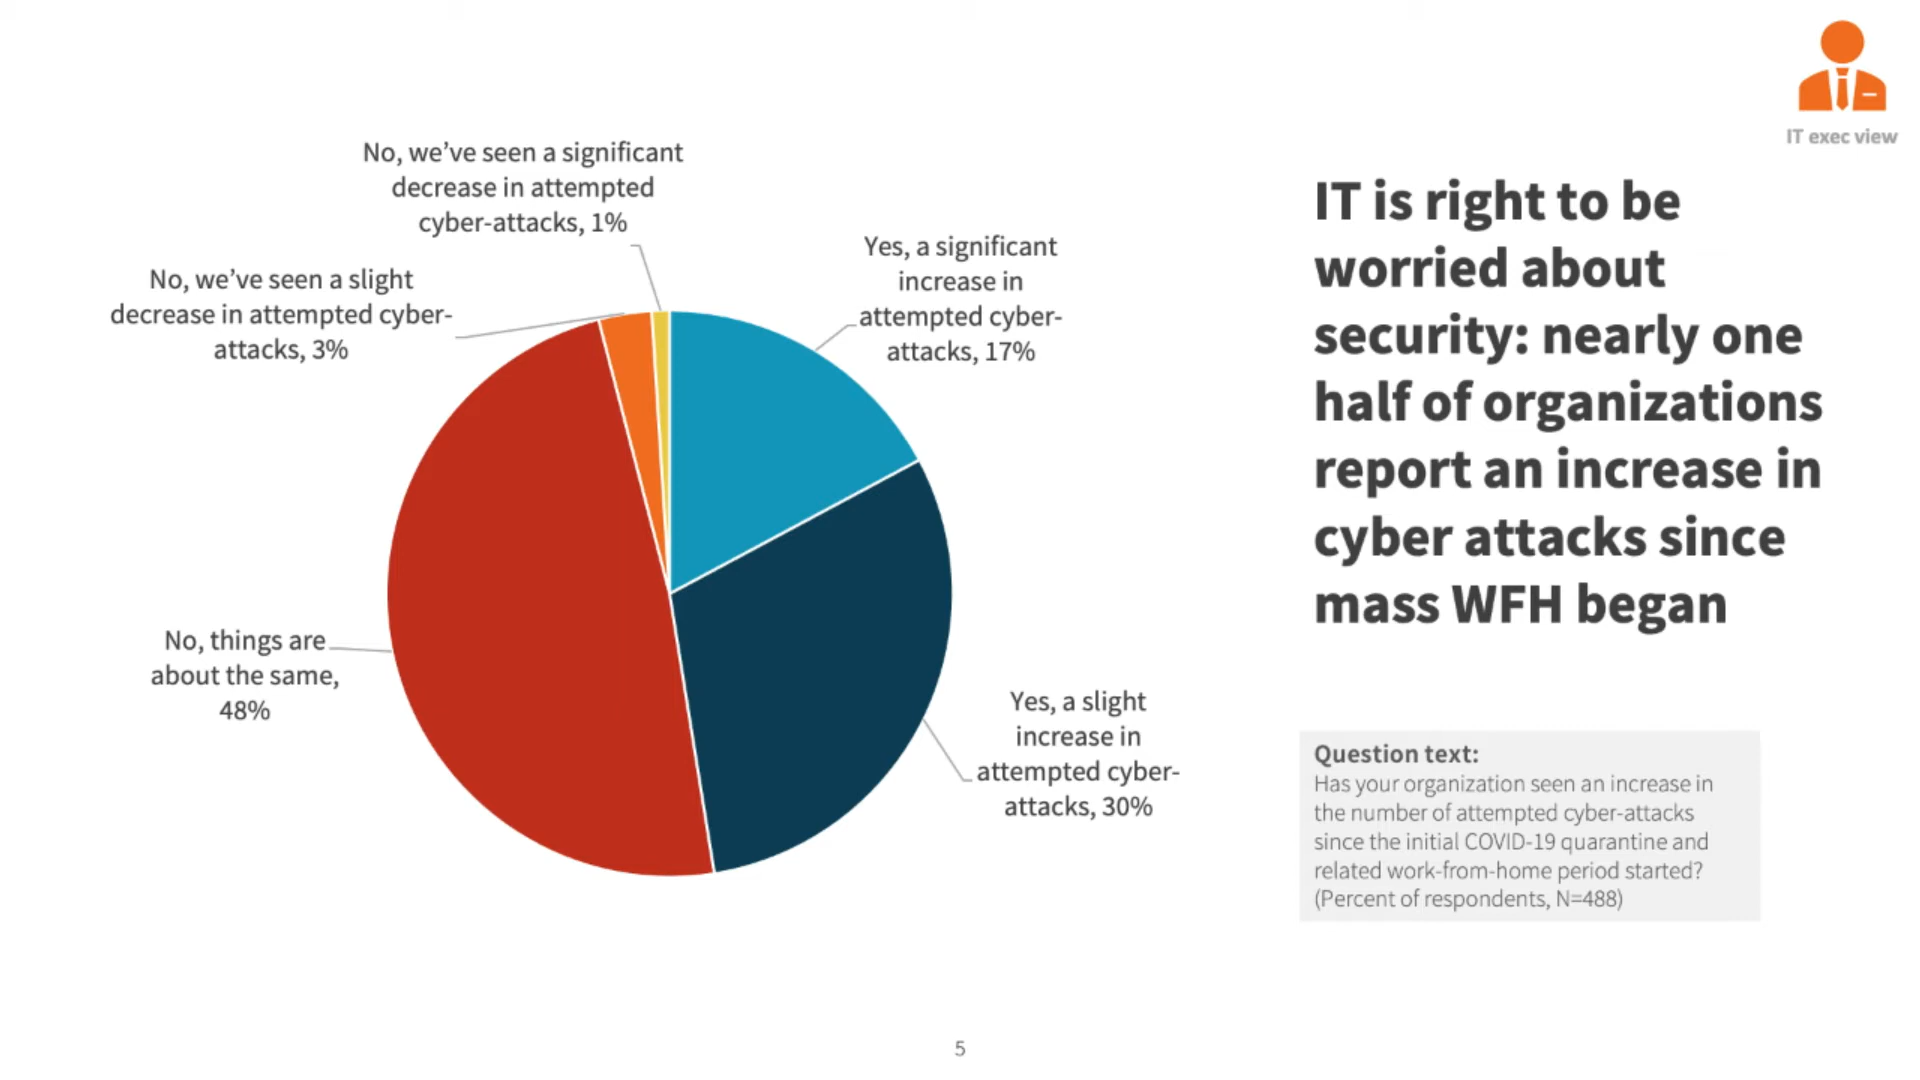 IT exec view
No, we've seen a significant
decrease in attempted
cyber-attacks, 1%
Yes, a significant
increase in
attempted cyber-
attacks, 17%
No, we've seen a slight
decrease in attempted cyber-
attacks, 3%
No, things are
about the same,
48%
Yes, a slight
increase in
attempted cyber-
attacks, 30%
IT is right to be
worried about
security: nearly one
half of organizations
report an increase in
cyber attacks since
mass WFH began
Question text:
Has your organization seen an increase in
the number of attempted cyber-attacks
since the initial COVID-19 quarantine and
related work-from-home period started?
(Percent of respondents, N=488)
5